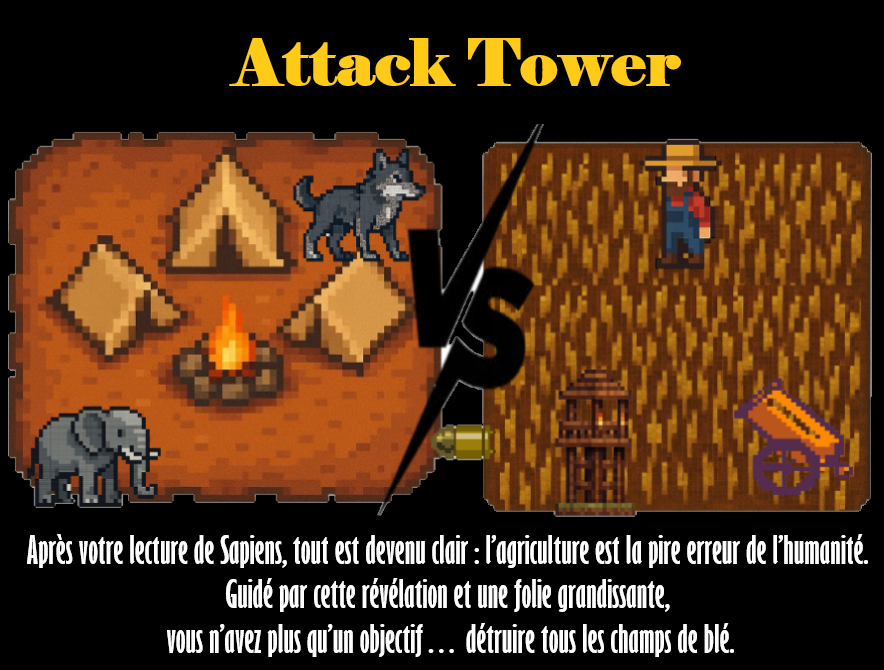 Attack Tower
VS
Après votre lecture de Sapiens, tout est devenu clair : l'agriculture est la pire erreur de l'humanité.
Guidé par cette révélation et une folie grandissante,
vous n'avez plus qu'un objectif... détruire tous les champs de blé.